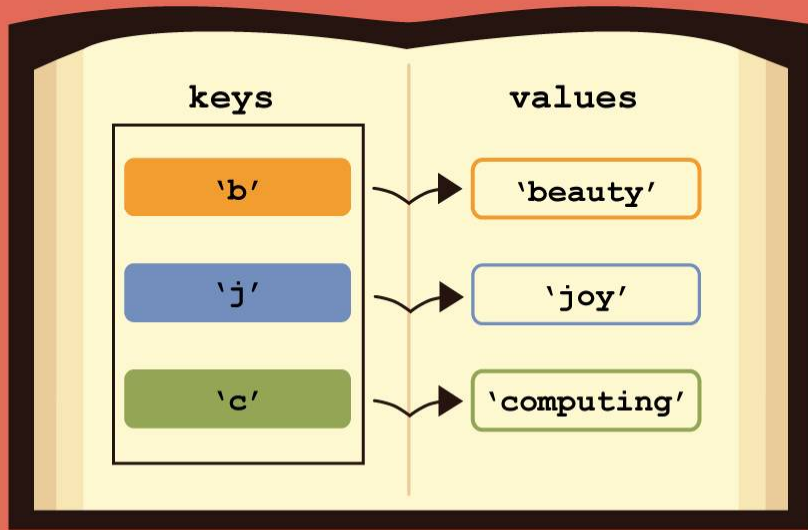 keys values
‘b’ ‘beauty’
‘j’ ‘joy’
‘c’ ‘computing’